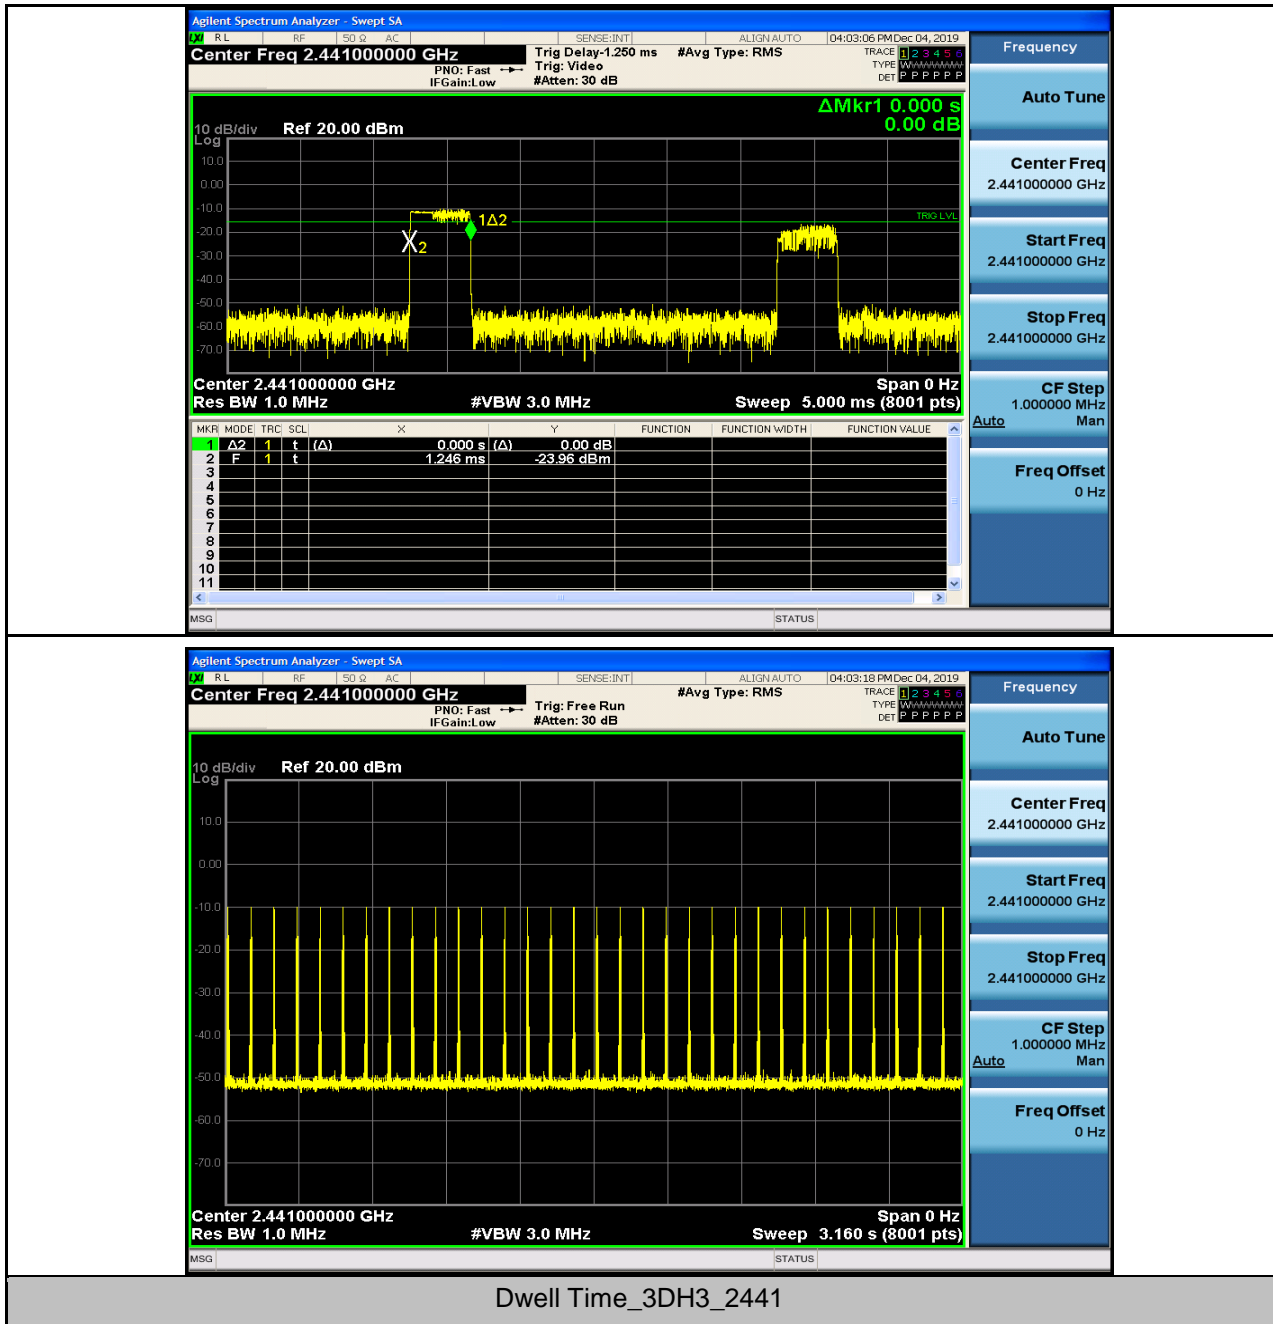 Agilent Spectrum Analyzer - Swept SA
LXI RL RF 50 Ω AC SENSE:INT ALIGN AUTO 04:03:06 PM Dec 04, 2019
Center Freq 2.441000000 GHz
PNO: Fast
IFGain:Low
Trig Delay-1.250 ms
Trig: Video
#Atten: 30 dB
#Avg Type: RMS
TRACE 1 2 3 4 5 6
TYPE WWWWWW
DET P P P P P P
ΔMkr1 0.000 s
0.00 dB
10 dB/div Ref 20.00 dBm
Log
10.0
0.00
-10.0
-20.0
-30.0
-40.0
-50.0
-60.0
-70.0
TRIG LVL
1Δ2
X2
Center 2.441000000 GHz Span 0 Hz
Res BW 1.0 MHz #VBW 3.0 MHz Sweep 5.000 ms (8001 pts)
MKR MODE TRC SCL X Y FUNCTION FUNCTION WIDTH FUNCTION VALUE
1 Δ2 1 t (Δ) 0.000 s (Δ) 0.00 dB
2 F 1 t 1.246 ms -23.96 dBm
3
4
5
6
7
8
9
10
11
MSG STATUS
Frequency
Auto Tune
Center Freq
2.441000000 GHz
Start Freq
2.441000000 GHz
Stop Freq
2.441000000 GHz
CF Step
1.000000 MHz
Auto Man
Freq Offset
0 Hz
Agilent Spectrum Analyzer - Swept SA
LXI RL RF 50 Ω AC SENSE:INT ALIGN AUTO 04:03:18 PM Dec 04, 2019
Center Freq 2.441000000 GHz
PNO: Fast
IFGain:Low
Trig: Free Run
#Atten: 30 dB
#Avg Type: RMS
TRACE 1 2 3 4 5 6
TYPE WWWWWW
DET P P P P P P
10 dB/div Ref 20.00 dBm
Log
10.0
0.00
-10.0
-20.0
-30.0
-40.0
-50.0
-60.0
-70.0
Center 2.441000000 GHz Span 0 Hz
Res BW 1.0 MHz #VBW 3.0 MHz Sweep 3.160 s (8001 pts)
MSG STATUS
Frequency
Auto Tune
Center Freq
2.441000000 GHz
Start Freq
2.441000000 GHz
Stop Freq
2.441000000 GHz
CF Step
1.000000 MHz
Auto Man
Freq Offset
0 Hz
Dwell Time_3DH3_2441